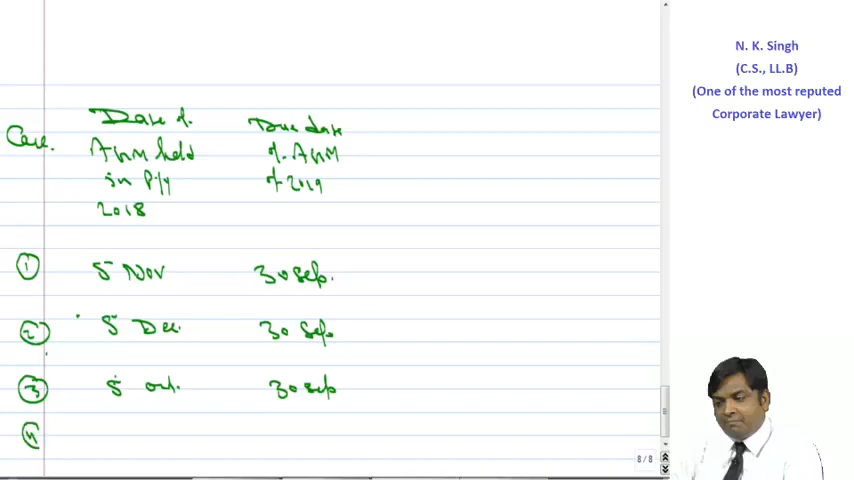 N. K. Singh
(C.S., LL.B)
(One of the most reputed
Corporate Lawyer)
Case. Date of Due date
AGM held of AGM
in P/y of 2019
2018
1 5 Nov 30 Sep.
2 5 Dec. 30 Sep.
3 5 Oct. 30 Sep
4
8 / 8